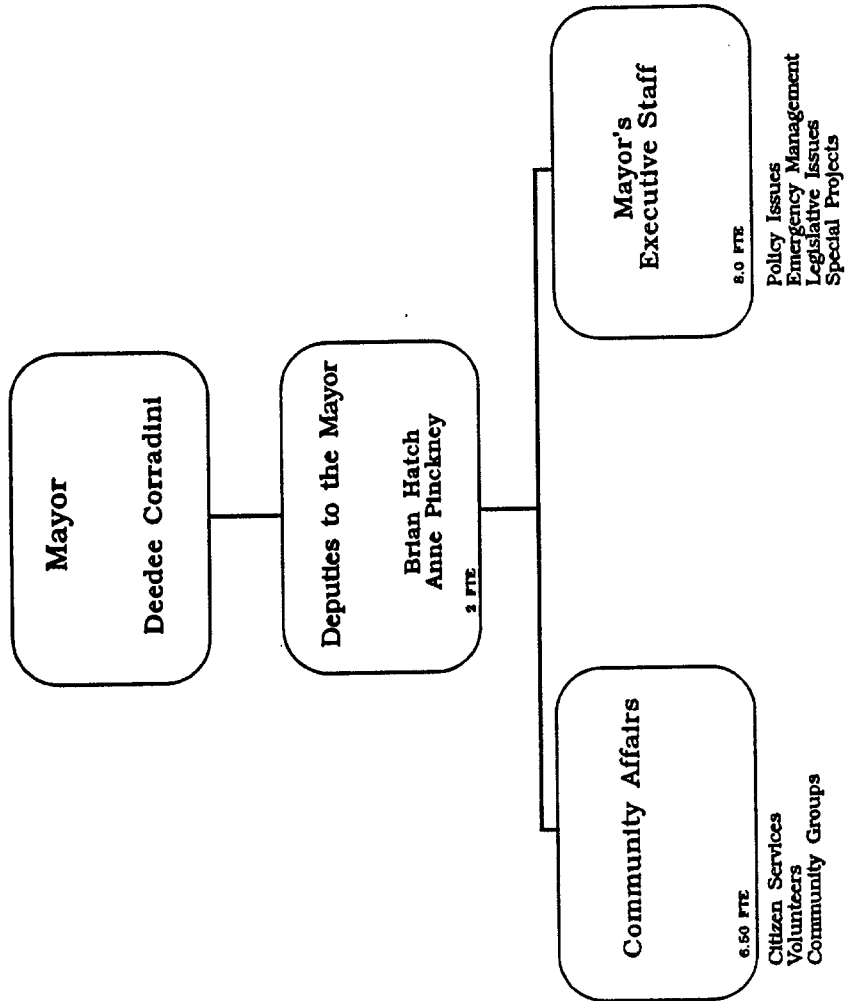 Mayor
Deedee Corradini
Deputies to the Mayor
Brian Hatch
Anne Pinckney
2 FTE
Community Affairs
6.50 FTE
Citizen Services
Volunteers
Community Groups
Mayor's
Executive Staff
8.0 FTE
Policy Issues
Emergency Management
Legislative Issues
Special Projects